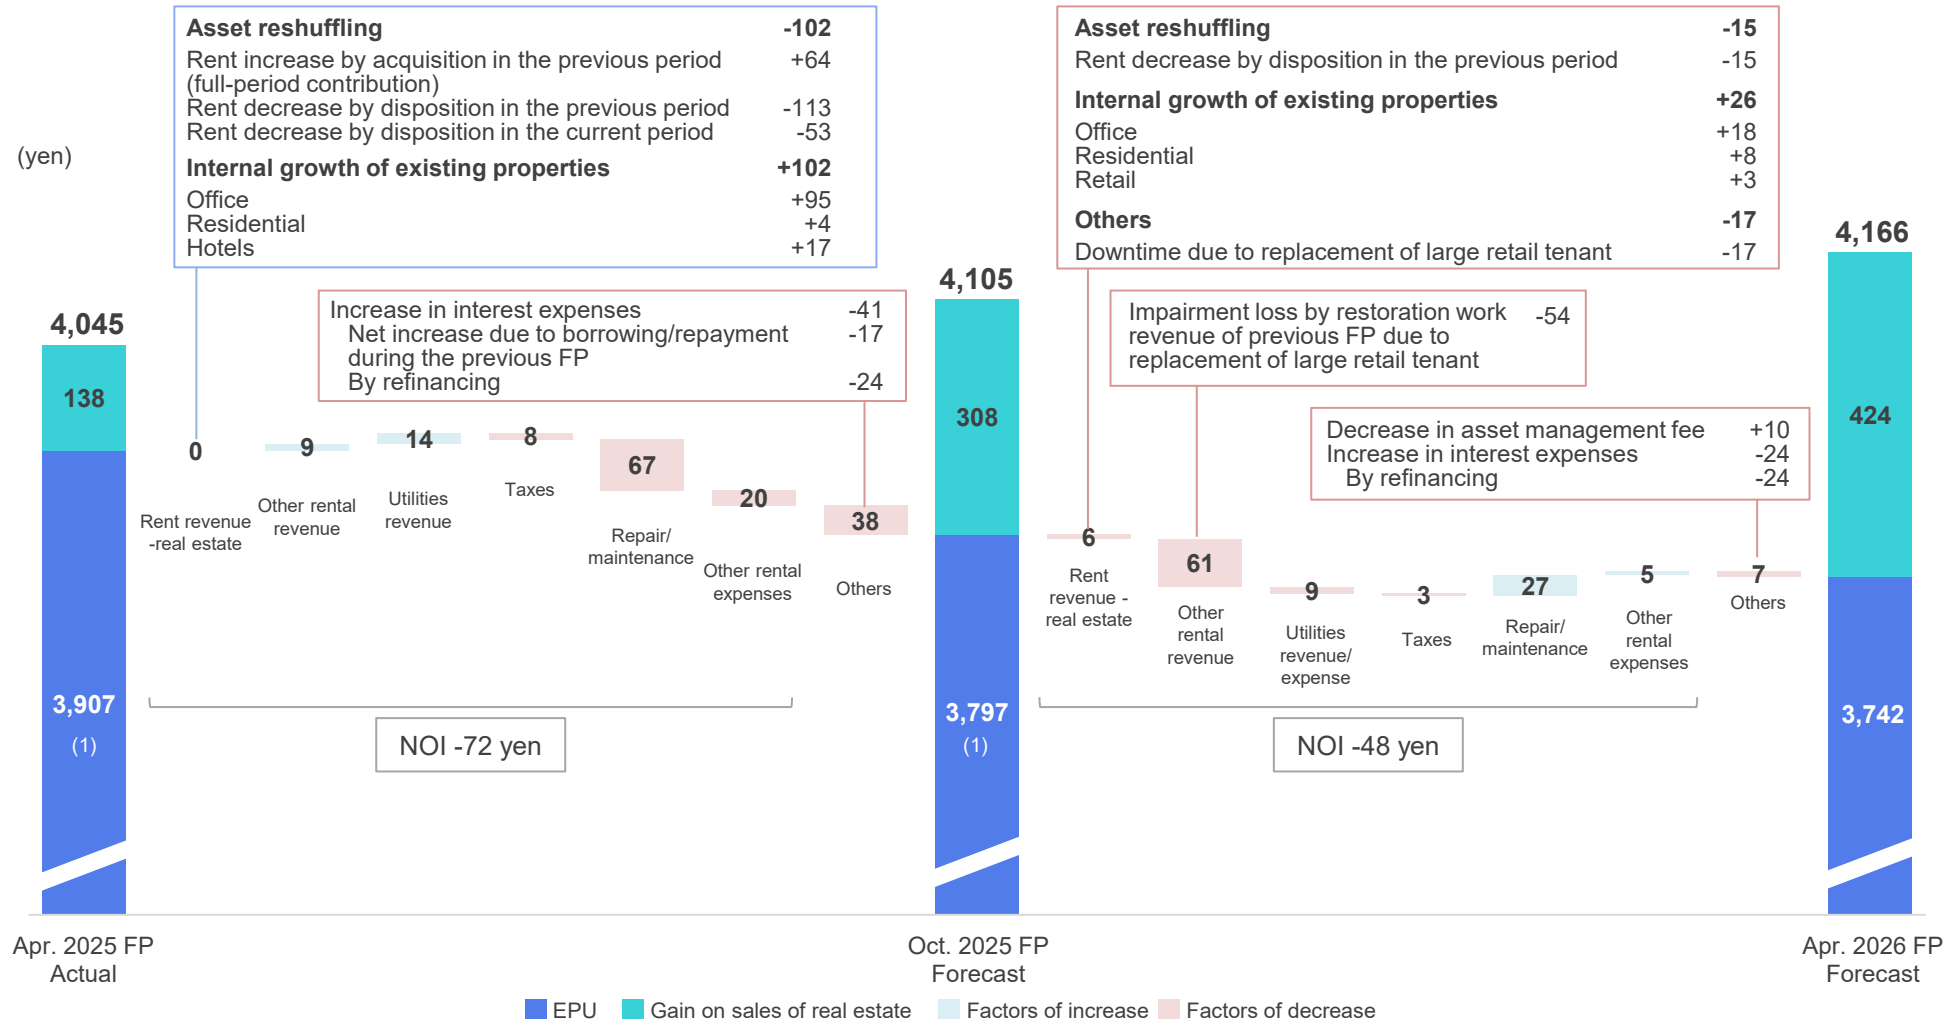 (yen)
Asset reshuffling -102
Rent increase by acquisition in the previous period +64
(full-period contribution)
Rent decrease by disposition in the previous period -113
Rent decrease by disposition in the current period -53
Internal growth of existing properties +102
Office +95
Residential +4
Hotels +17
Asset reshuffling -15
Rent decrease by disposition in the previous period -15
Internal growth of existing properties +26
Office +18
Residential +8
Retail +3
Others -17
Downtime due to replacement of large retail tenant -17
Increase in interest expenses -41
Net increase due to borrowing/repayment -17
during the previous FP
By refinancing -24
Impairment loss by restoration work -54
revenue of previous FP due to
replacement of large retail tenant
Decrease in asset management fee +10
Increase in interest expenses -24
By refinancing -24
4,045
138
3,907
(1)
0
Rent revenue
-real estate
9
Other rental
revenue
14
Utilities
revenue
8
Taxes
67
Repair/
maintenance
20
Other rental
expenses
38
Others
NOI -72 yen
4,105
308
3,797
(1)
6
Rent
revenue -
real estate
61
Other
rental
revenue
9
Utilities
revenue/
expense
3
Taxes
27
Repair/
maintenance
5
Other
rental
expenses
7
Others
NOI -48 yen
4,166
424
3,742
Apr. 2025 FP
Actual
Oct. 2025 FP
Forecast
Apr. 2026 FP
Forecast
EPU Gain on sales of real estate Factors of increase Factors of decrease